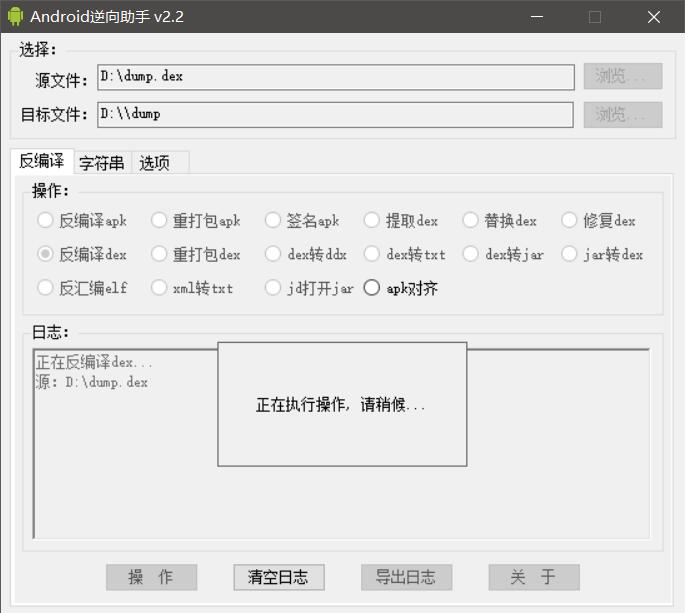 Android逆向助手 v2.2
选择：
源文件： D:\dump.dex 浏览...
目标文件： D:\\dump 浏览...
反编译 字符串 选项
操作：
反编译apk 重打包apk 签名apk 提取dex 替换dex 修复dex
反编译dex 重打包dex dex转ddx dex转txt dex转jar jar转dex
反汇编elf xml转txt jd打开jar apk对齐
日志：
正在反编译dex...
源：D:\dump.dex
正在执行操作，请稍候...
操 作 清空日志 导出日志 关 于